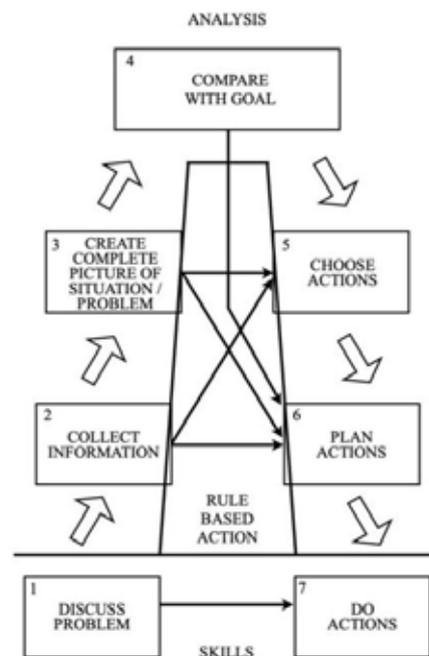 ANALYSIS
4
COMPARE
WITH GOAL
3
CREATE
COMPLETE
PICTURE OF
SITUATION /
PROBLEM
5
CHOOSE
ACTIONS
2
COLLECT
INFORMATION
6
PLAN
ACTIONS
RULE
BASED
ACTION
1
DISCUSS
PROBLEM
7
DO
ACTIONS
SKILLS